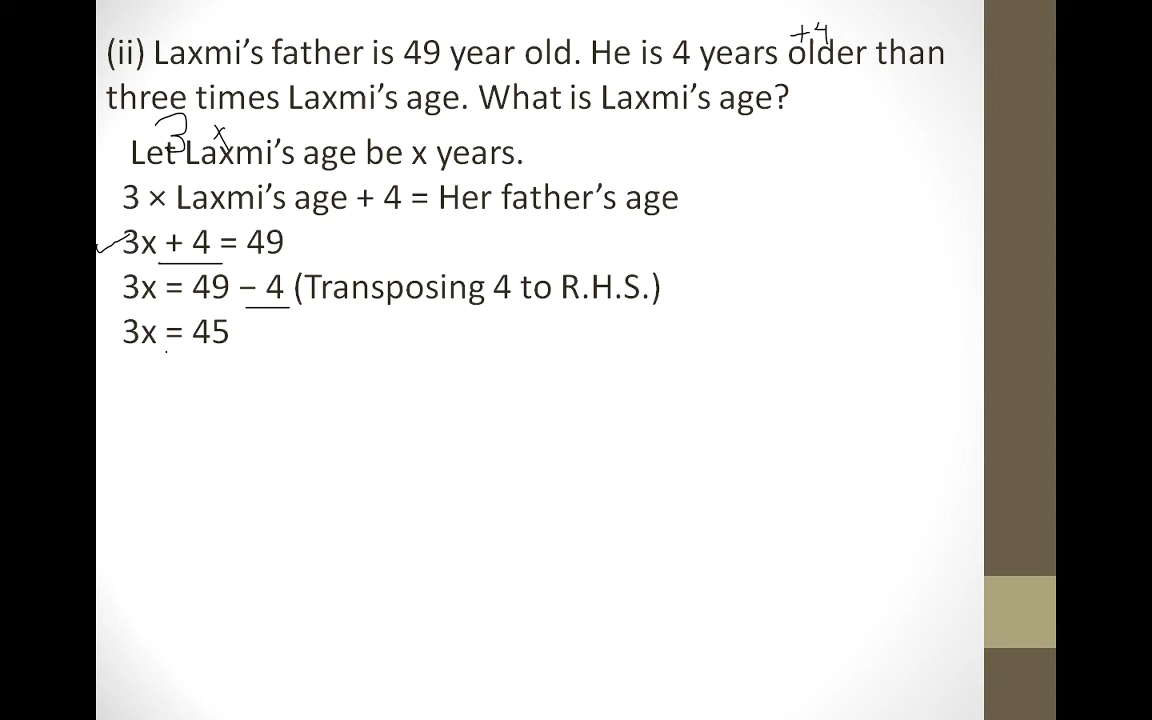 +4
(ii) Laxmi’s father is 49 year old. He is 4 years older than
three times Laxmi’s age. What is Laxmi’s age?
3 x
Let Laxmi’s age be x years.
3 × Laxmi’s age + 4 = Her father’s age
3x + 4 = 49
3x = 49 − 4 (Transposing 4 to R.H.S.)
3x = 45